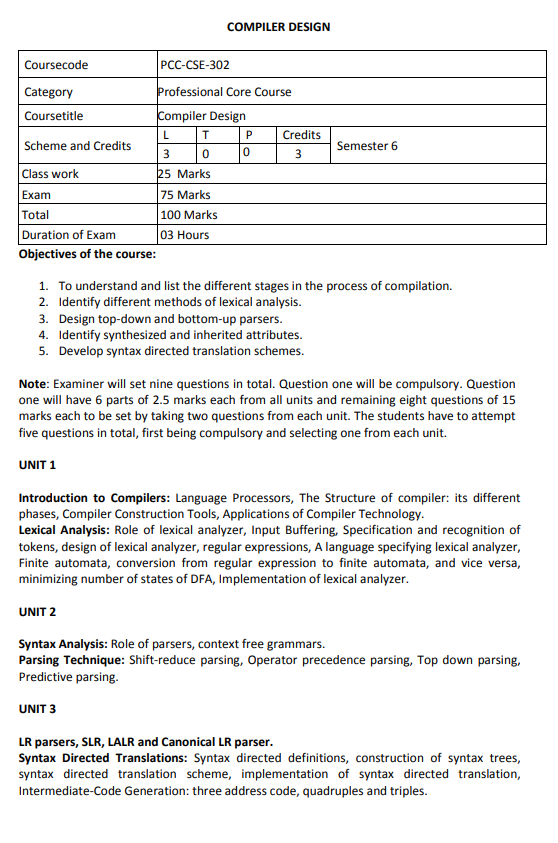 COMPILER DESIGN
Coursecode PCC-CSE-302
Category Professional Core Course
Coursetitle Compiler Design
Scheme and Credits L T P Credits Semester 6
3 0 0 3
Class work 25 Marks
Exam 75 Marks
Total 100 Marks
Duration of Exam 03 Hours
Objectives of the course:
1. To understand and list the different stages in the process of compilation.
2. Identify different methods of lexical analysis.
3. Design top-down and bottom-up parsers.
4. Identify synthesized and inherited attributes.
5. Develop syntax directed translation schemes.
Note: Examiner will set nine questions in total. Question one will be compulsory. Question
one will have 6 parts of 2.5 marks each from all units and remaining eight questions of 15
marks each to be set by taking two questions from each unit. The students have to attempt
five questions in total, first being compulsory and selecting one from each unit.
UNIT 1
Introduction to Compilers: Language Processors, The Structure of compiler: its different
phases, Compiler Construction Tools, Applications of Compiler Technology.
Lexical Analysis: Role of lexical analyzer, Input Buffering, Specification and recognition of
tokens, design of lexical analyzer, regular expressions, A language specifying lexical analyzer,
Finite automata, conversion from regular expression to finite automata, and vice versa,
minimizing number of states of DFA, Implementation of lexical analyzer.
UNIT 2
Syntax Analysis: Role of parsers, context free grammars.
Parsing Technique: Shift-reduce parsing, Operator precedence parsing, Top down parsing,
Predictive parsing.
UNIT 3
LR parsers, SLR, LALR and Canonical LR parser.
Syntax Directed Translations: Syntax directed definitions, construction of syntax trees,
syntax directed translation scheme, implementation of syntax directed translation,
Intermediate-Code Generation: three address code, quadruples and triples.